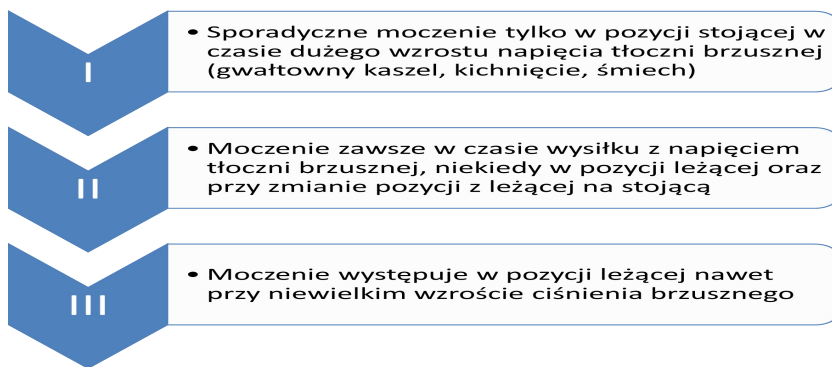 I
• Sporadyczne moczenie tylko w pozycji stojącej w
czasie dużego wzrostu napięcia tłoczni brzusznej
(gwałtowny kaszel, kichnięcie, śmiech)
II
• Moczenie zawsze w czasie wysiłku z napięciem
tłoczni brzusznej, niekiedy w pozycji leżącej oraz
przy zmianie pozycji z leżącej na stojącą
III
• Moczenie występuje w pozycji leżącej nawet
przy niewielkim wzroście ciśnienia brzusznego